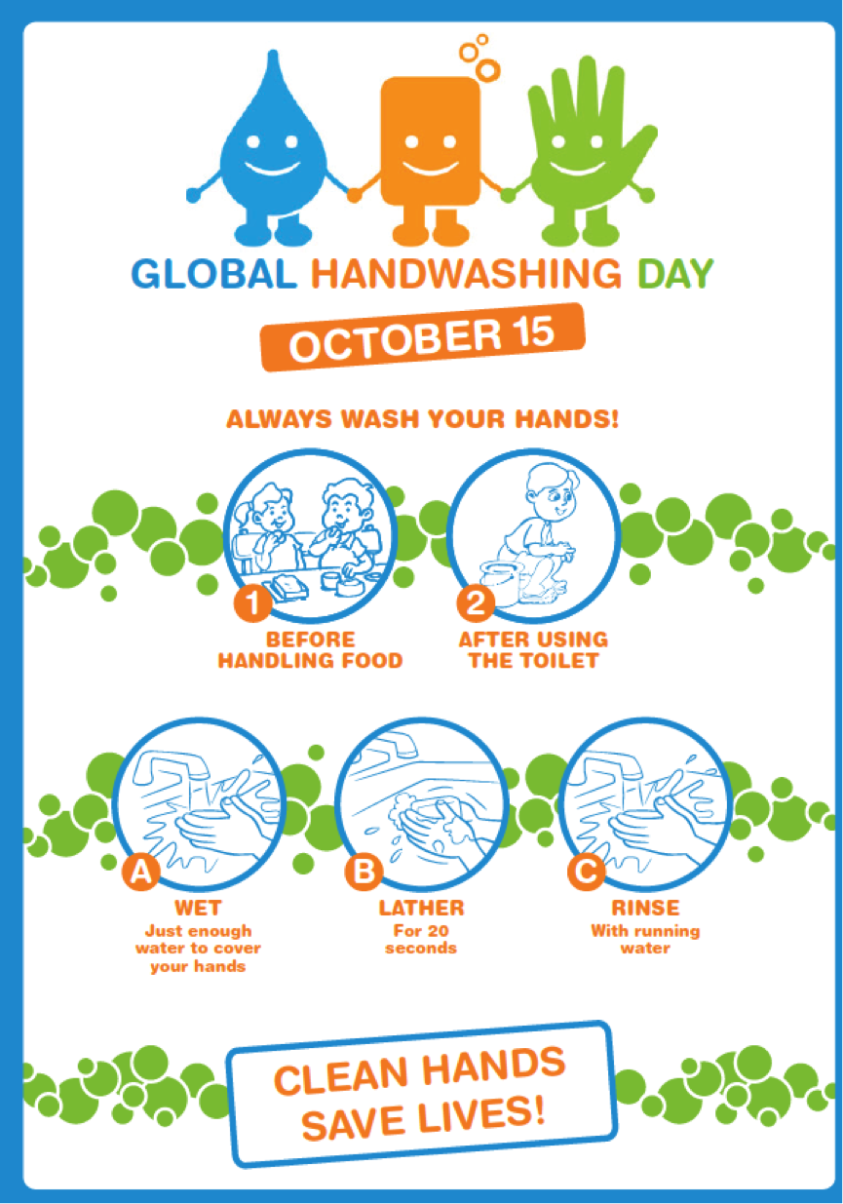 GLOBAL HANDWASHING DAY
OCTOBER 15
ALWAYS WASH YOUR HANDS!
1
BEFORE
HANDLING FOOD
2
AFTER USING
THE TOILET
A
WET
Just enough
water to cover
your hands
B
LATHER
For 20
seconds
C
RINSE
With running
water
CLEAN HANDS
SAVE LIVES!